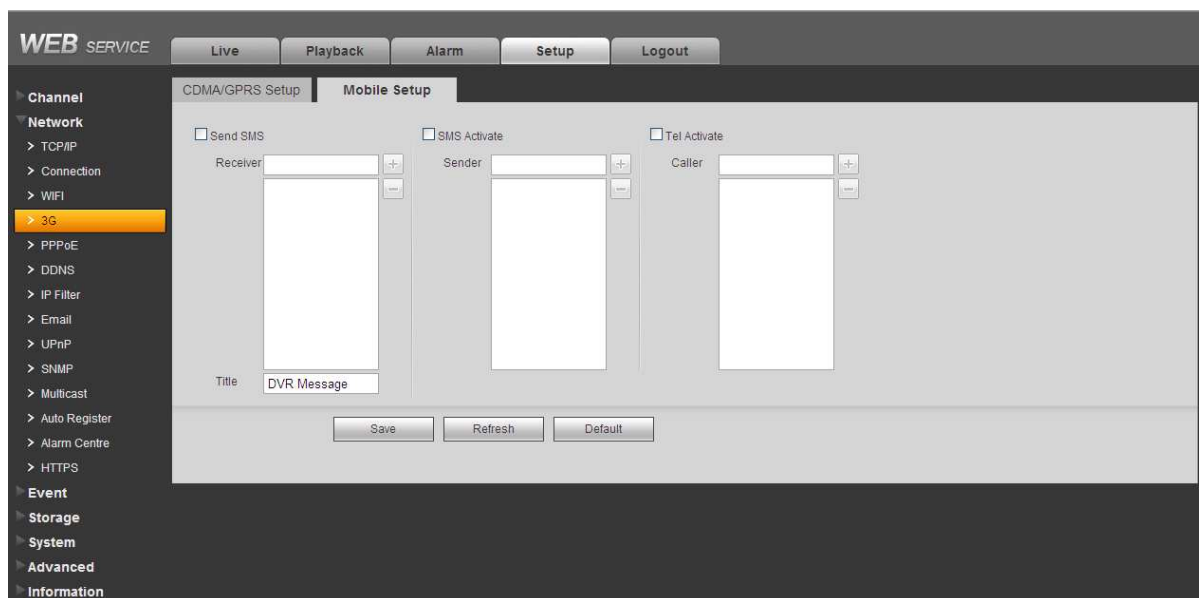 WEB SERVICE
Live Playback Alarm Setup Logout
CDMA/GPRS Setup Mobile Setup
Channel
Network
> TCP/IP
> Connection
> WIFI
> 3G
> PPPoE
> DDNS
> IP Filter
> Email
> UPnP
> SNMP
> Multicast
> Auto Register
> Alarm Centre
> HTTPS
Event
Storage
System
Advanced
Information
Send SMS SMS Activate Tel Activate
Receiver + Sender + Caller +
− − −
Title DVR Message
Save Refresh Default